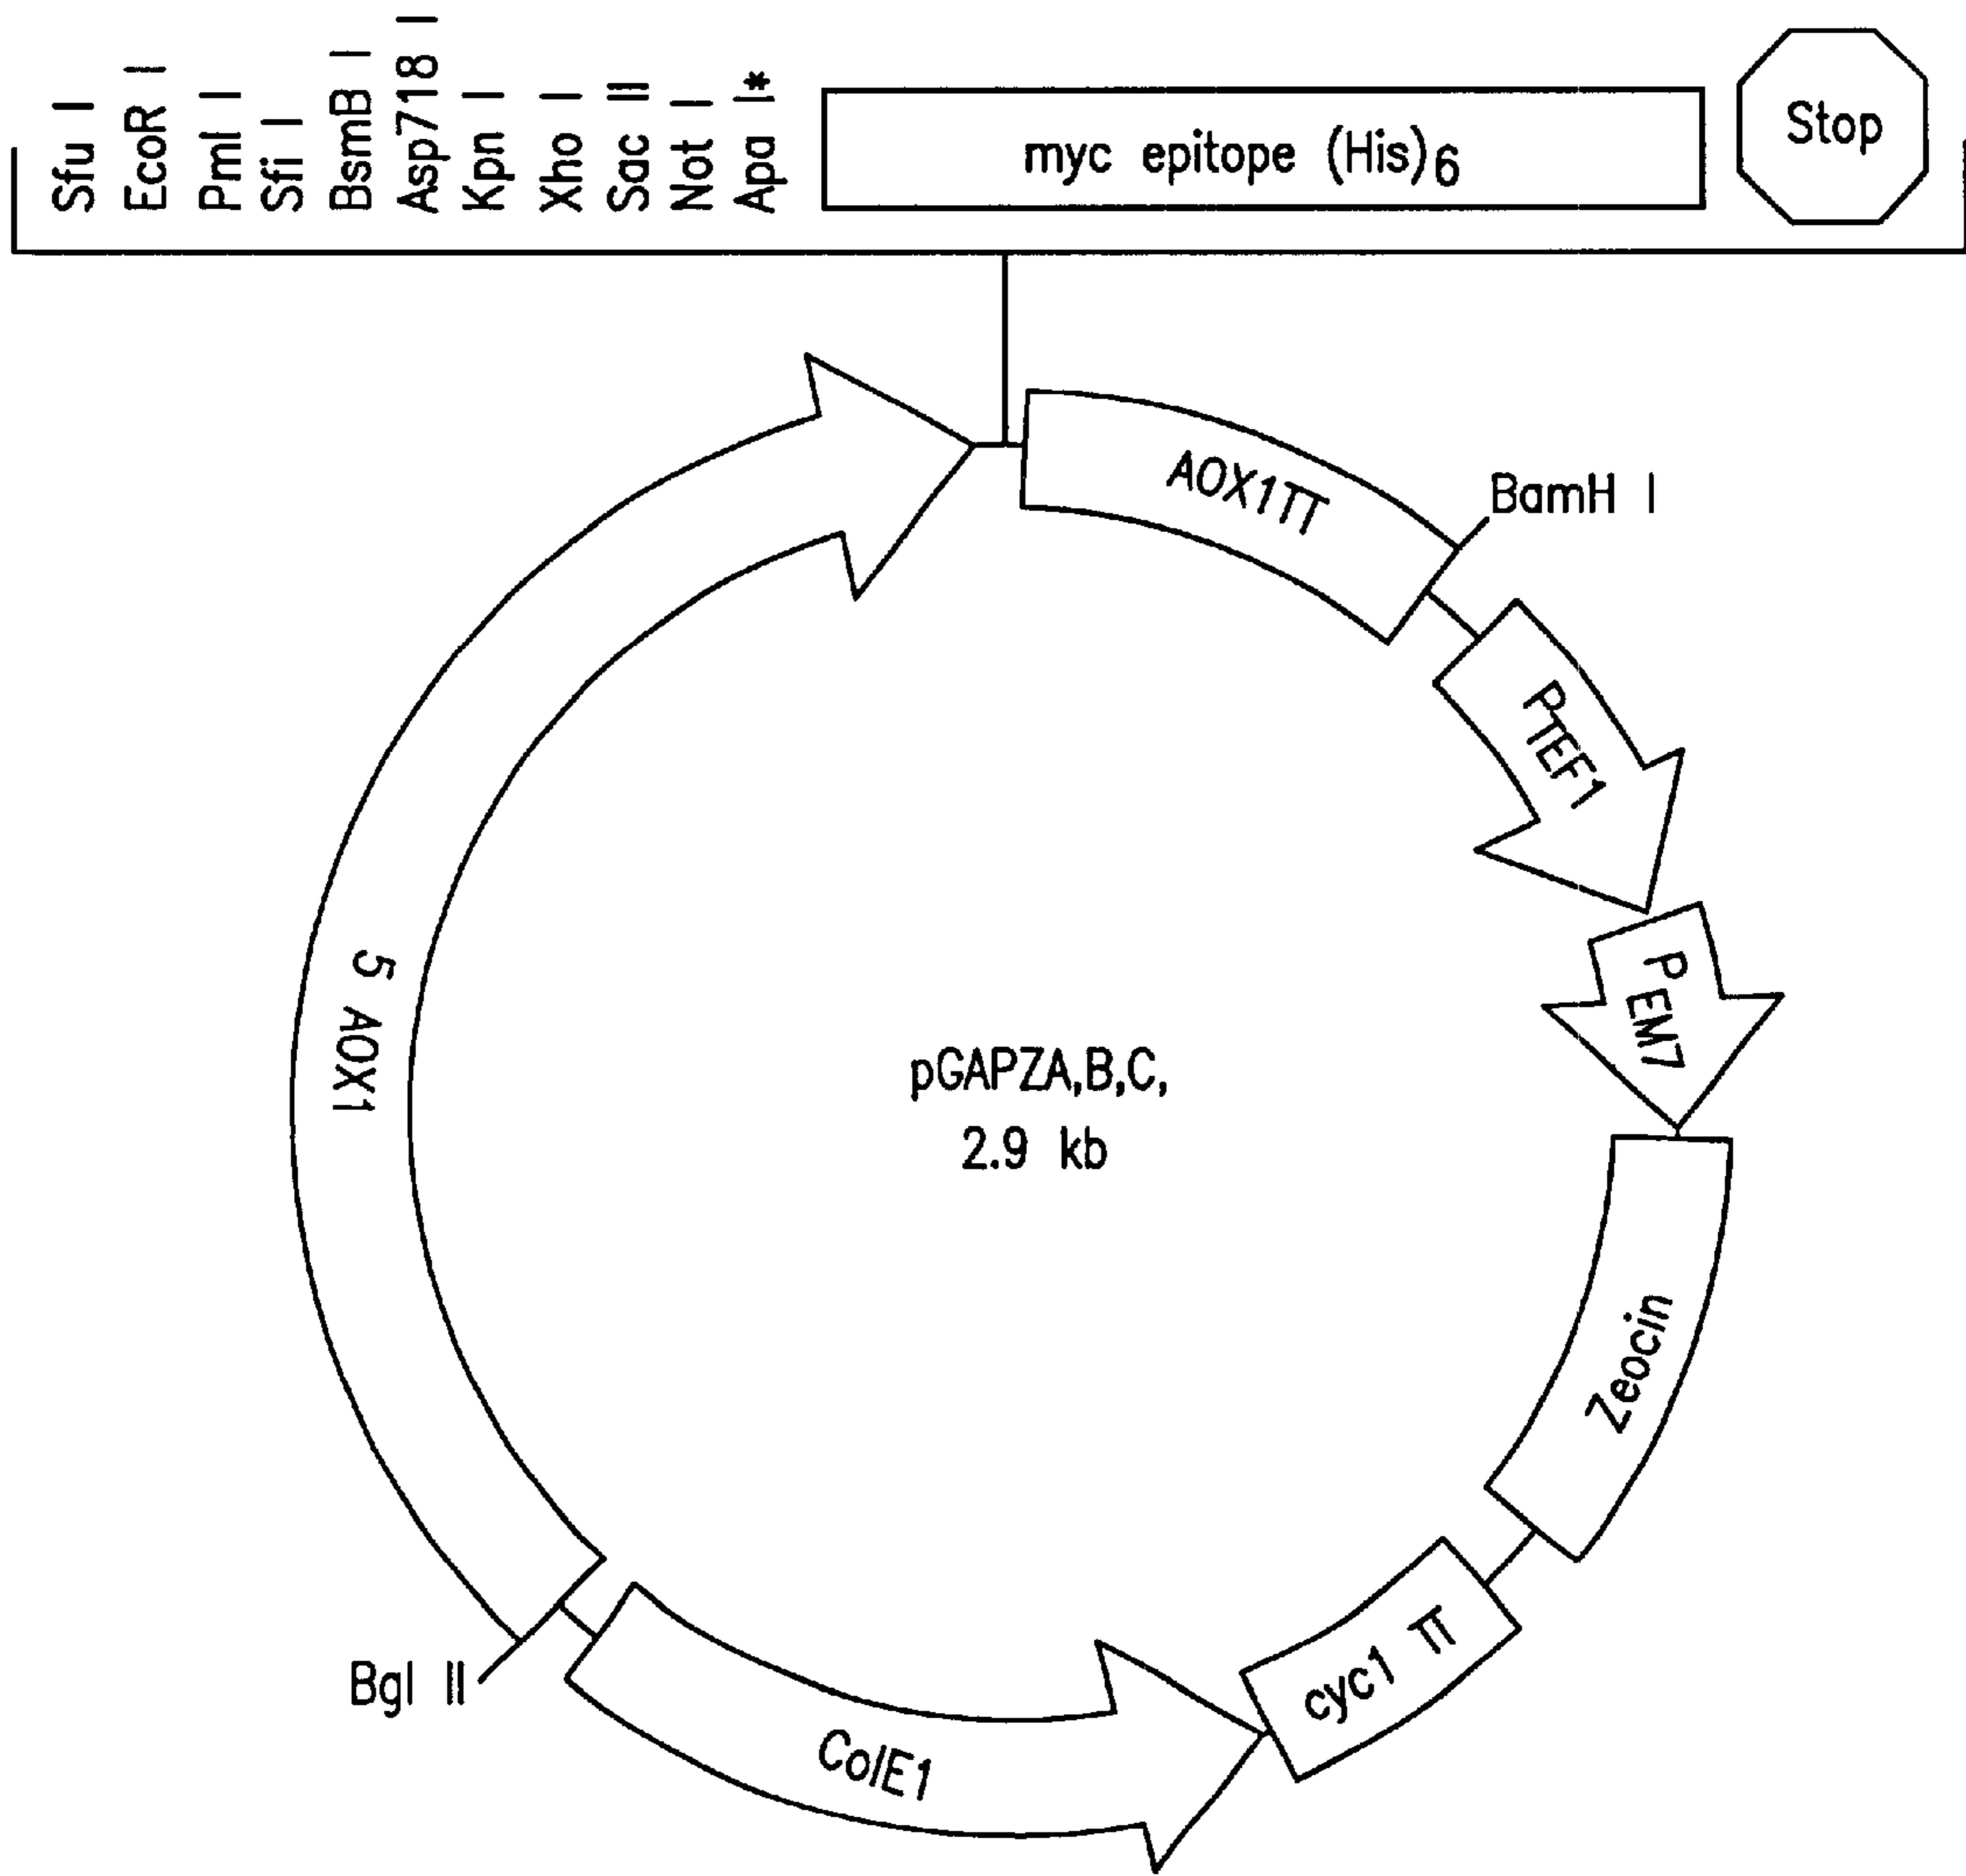 Sfu I
EcoR I
Pml I
Sfi I
BsmB I
Asp718 I
Kpn I
Xho I
Sac II
Not I
Apa I*
myc epitope (His)6
Stop
AOX1TT
BamH I
PTEF1
P EM7
Zeocin
cyc1 TT
ColE1
Bgl II
5 AOX1
pGAPZA,B,C,
2.9 kb